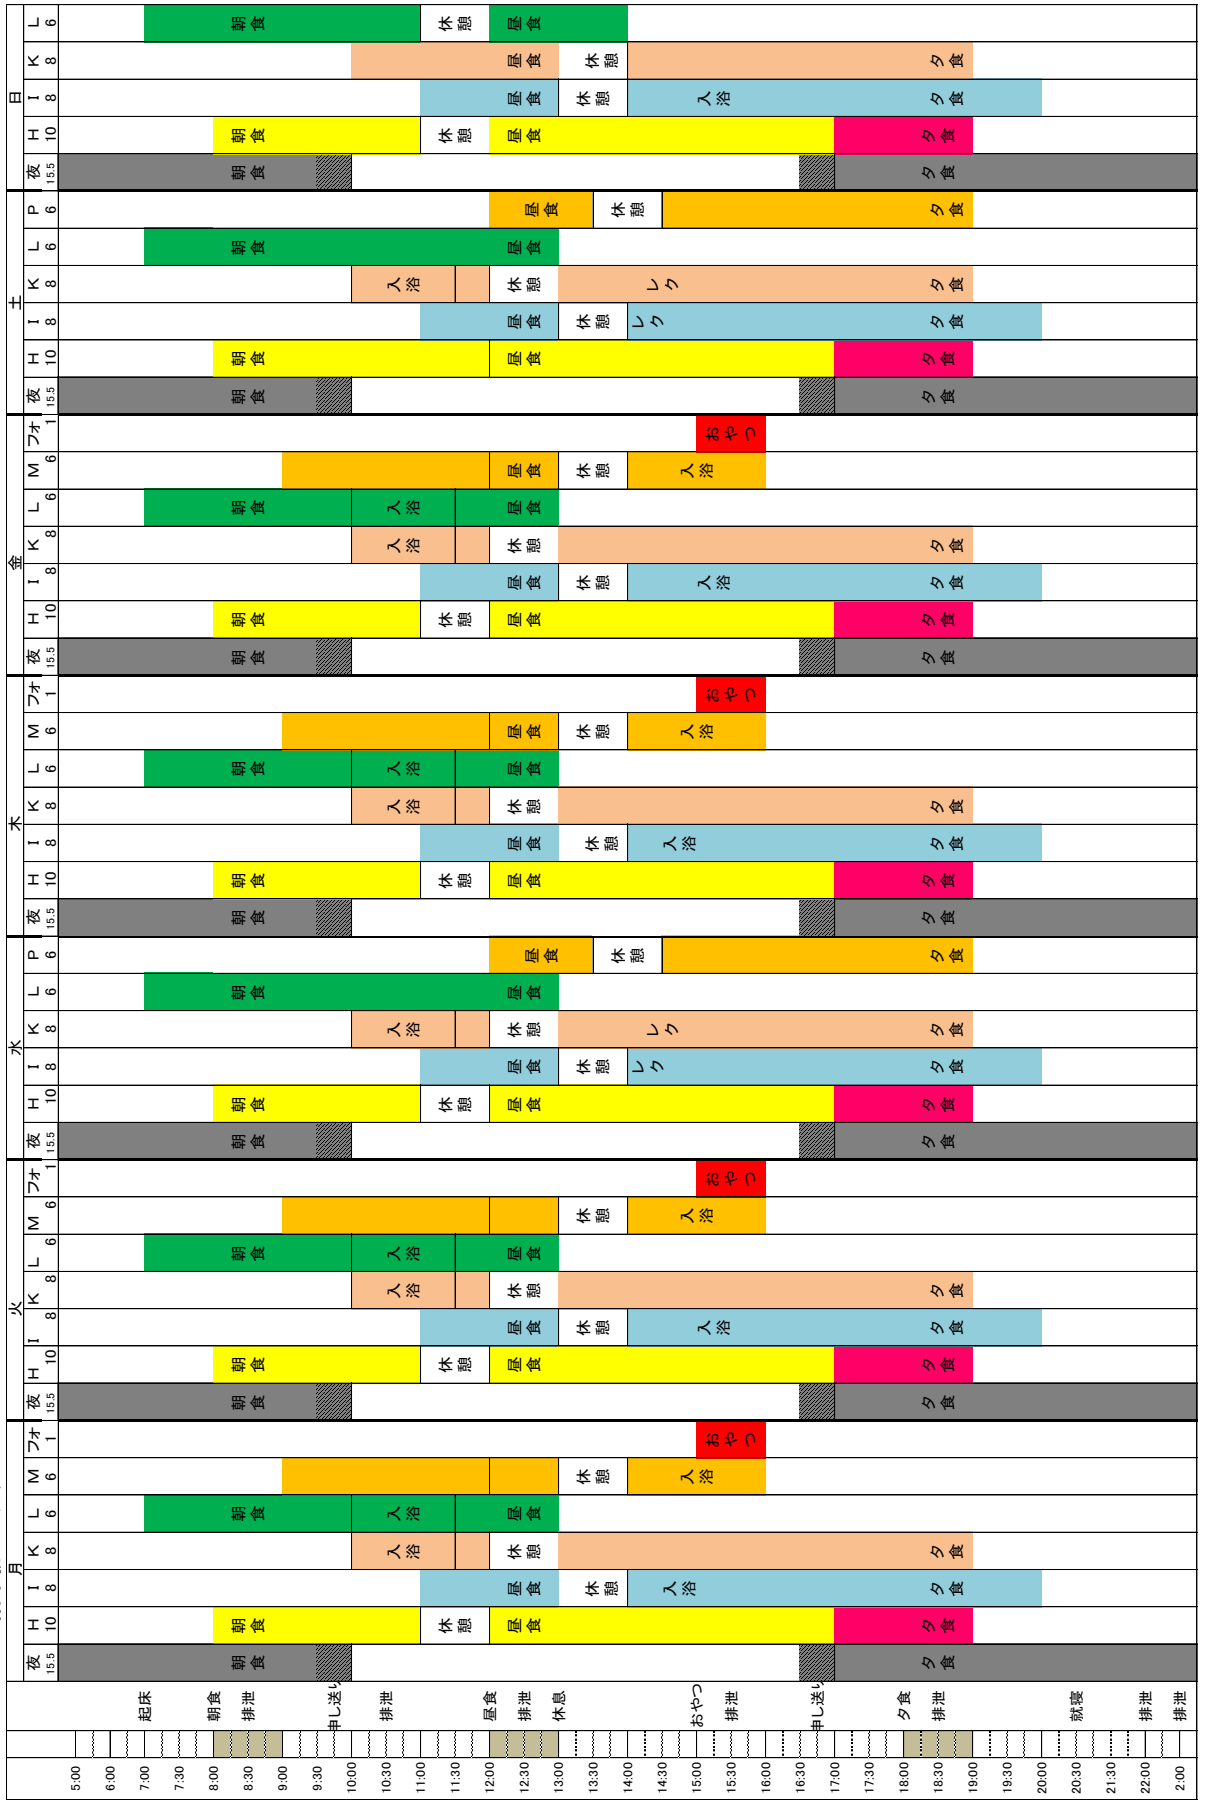 月 火 水 木 金 土 日
夜 H I K L M フォ 夜 H I K L M フォ 夜 H I K L P 夜 H I K L M フォ 夜 H I K L M フォ 夜 H I K L P 夜 H I K L
15.5 10 8 8 6 6 1 15.5 10 8 8 6 6 1 15.5 10 8 8 6 6 15.5 10 8 8 6 6 1 15.5 10 8 8 6 6 1 15.5 10 8 8 6 6 15.5 10 8 8 6
5:00
6:00
7:00 起床
7:30
8:00 朝食
8:30 排泄 朝食 朝食 朝食 朝食 朝食 朝食 朝食 朝食 朝食 朝食 朝食 朝食 朝食 朝食 朝食 朝食 朝食 朝食 朝食 朝食 朝食
9:00
9:30 申し送り
10:00
10:30 排泄 入浴 入浴 入浴 入浴 入浴 入浴 入浴 入浴 入浴 入浴
11:00
11:30 休憩 休憩 休憩 休憩 休憩 休憩 休憩
12:00 昼食
12:30 排泄 昼食 昼食 休憩 昼食 昼食 昼食 休憩 昼食 昼食 昼食 休憩 昼食 昼食 昼食 昼食 休憩 昼食 昼食 昼食 昼食 休憩 昼食 昼食 昼食 昼食 休憩 昼食 昼食 昼食 昼食 昼食 昼食
13:00 休息
13:30 休憩 休憩 休憩 休憩 休憩 休憩 休憩 休憩 休憩 休憩 休憩 休憩 休憩 休憩
14:00
14:30 入浴 レク レク 入浴 レク レク
15:00 おやつ 入浴 入浴 入浴 入浴
15:30 排泄 おやつ 入浴 おやつ おやつ 入浴 おやつ 入浴
16:00
16:30 申し送り
17:00
17:30
18:00 夕食
18:30 排泄 夕食 夕食 夕食 夕食 夕食 夕食 夕食 夕食 夕食 夕食 夕食 夕食 夕食 夕食 夕食 夕食 夕食 夕食 夕食 夕食 夕食 夕食 夕食 夕食 夕食 夕食 夕食 夕食 夕食 夕食
19:00
19:30
20:00
20:30 就寝
21:30
22:00 排泄
2:00 排泄